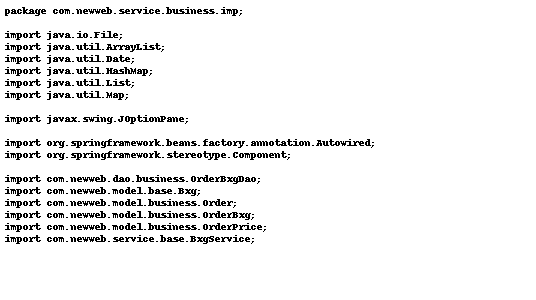 package com.newweb.service.business.imp;
import java.io.File;
import java.util.ArrayList;
import java.util.Date;
import java.util.HashMap;
import java.util.List;
import java.util.Map;
import javax.swing.JOptionPane;
import org.springframework.beans.factory.annotation.Autowired;
import org.springframework.stereotype.Component;
import com.newweb.dao.business.OrderBxgDao;
import com.newweb.model.base.Bxg;
import com.newweb.model.business.Order;
import com.newweb.model.business.OrderBxg;
import com.newweb.model.business.OrderPrice;
import com.newweb.service.base.BxgService;